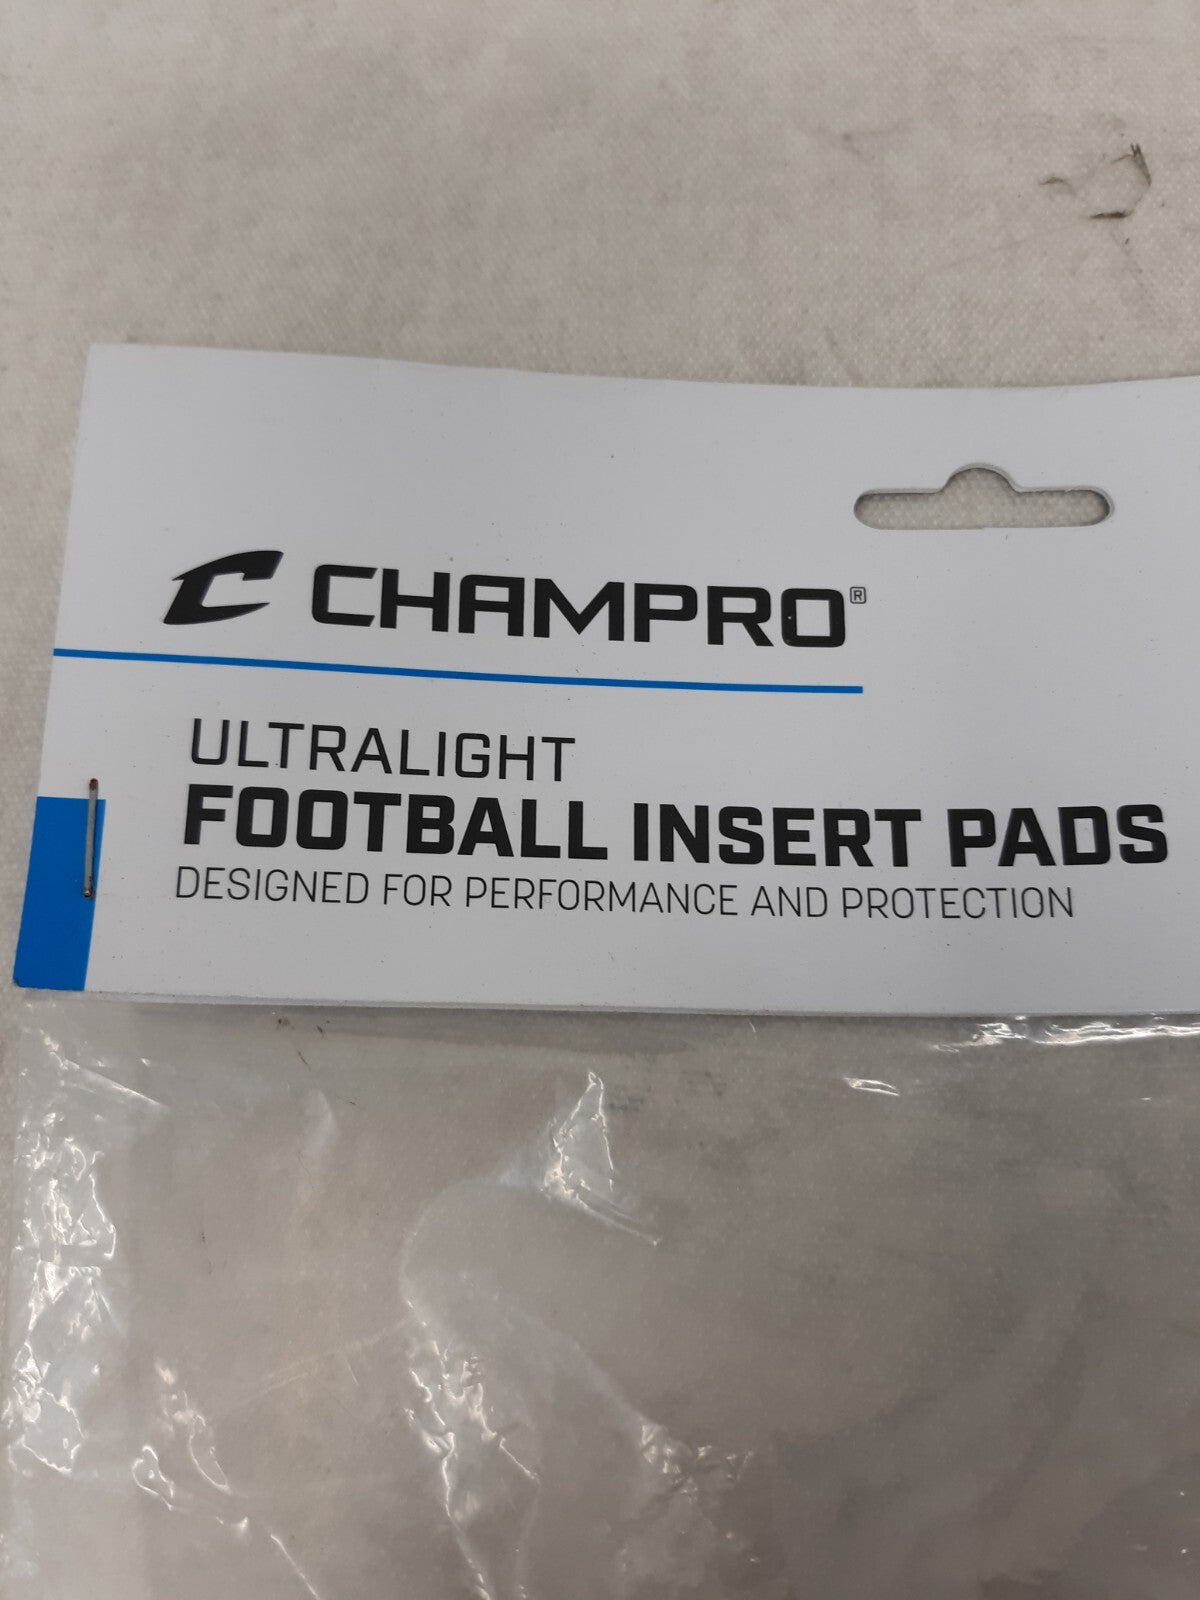 CHAMPRO®
ULTRALIGHT
FOOTBALL INSERT PADS
DESIGNED FOR PERFORMANCE AND PROTECTION